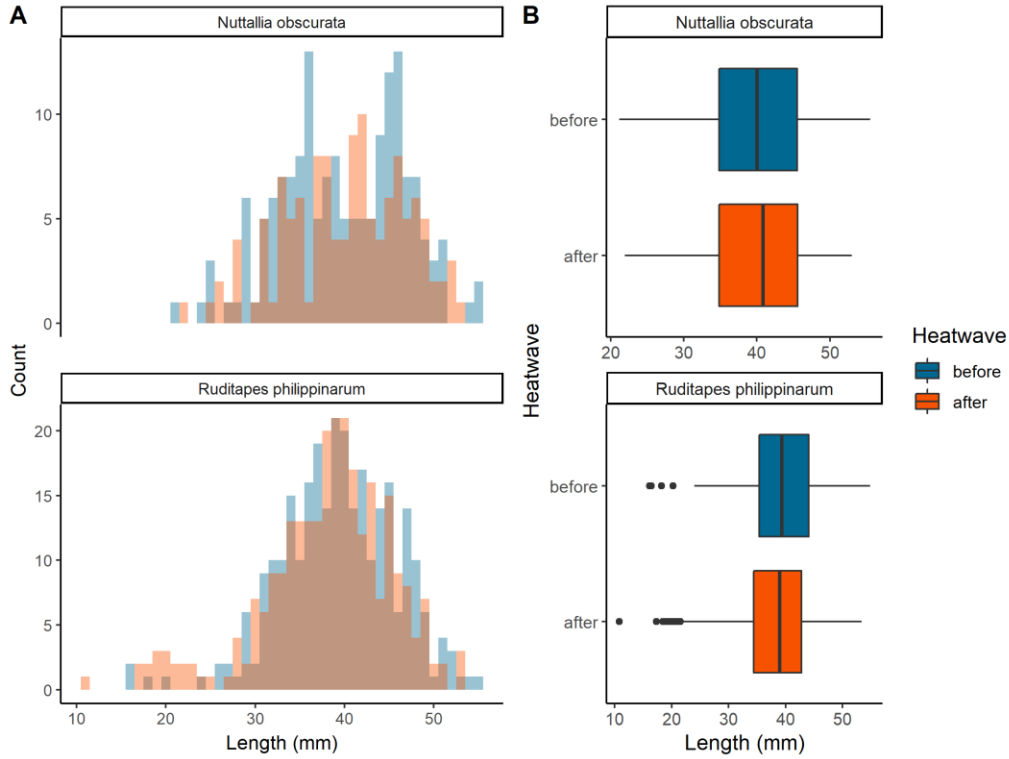 A
Nuttallia obscurata
10
5
0
Ruditapes philippinarum
20
15
10
5
0
10 20 30 40 50
Length (mm)
Count
B
Nuttallia obscurata
before
after
20 30 40 50
Ruditapes philippinarum
before
after
10 20 30 40 50
Length (mm)
Heatwave
Heatwave
before
after